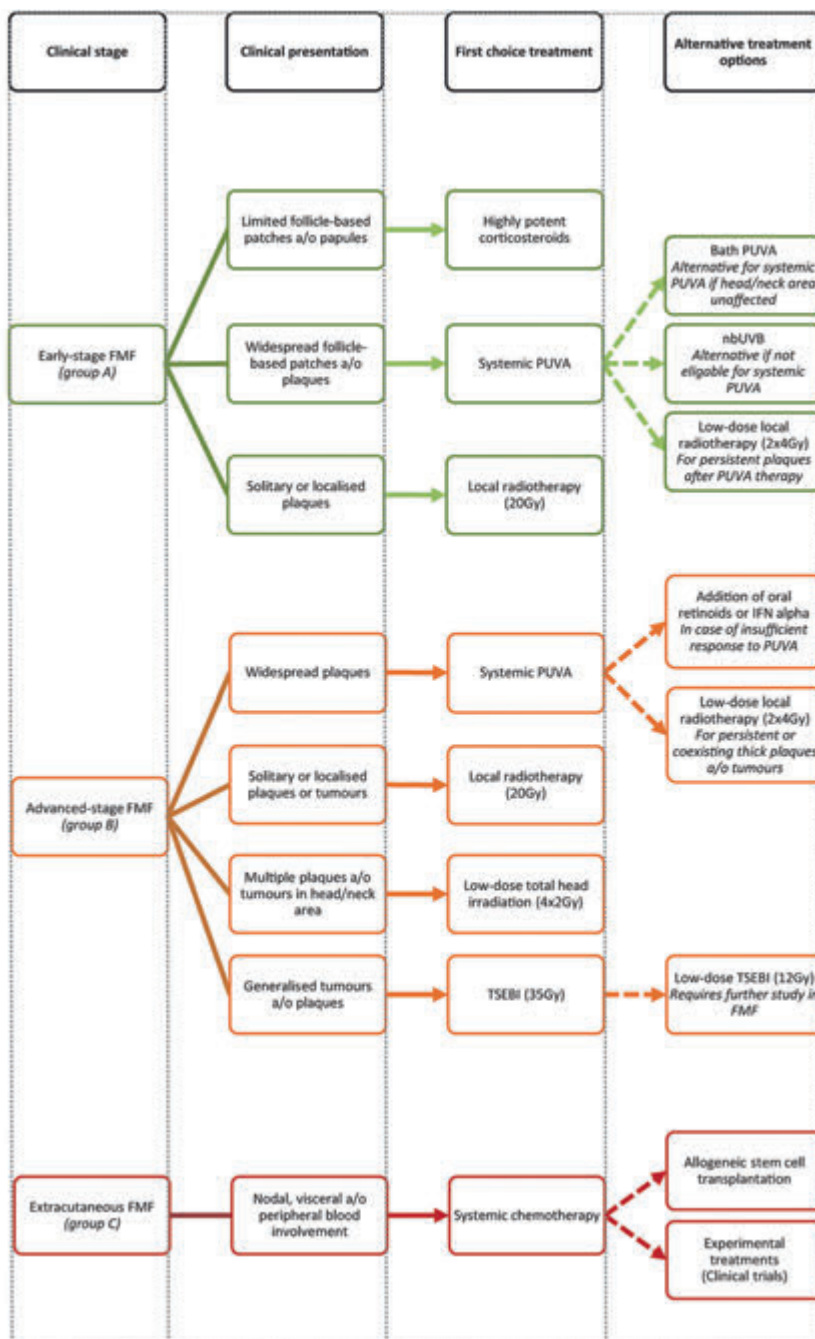 Clinical stage
Clinical presentation
First choice treatment
Alternative treatment
options
Early-stage FMF
(group A)
Limited follicle-based
patches a/o papules
Highly potent
corticosteroids
Widespread follicle-
based patches a/o
plaques
Systemic PUVA
Bath PUVA
Alternative for systemic
PUVA if head/neck area
unaffected
nbUVB
Alternative if not
eligable for systemic
PUVA
Low-dose local
radiotherapy (2x4Gy)
For persistent plaques
after PUVA therapy
Solitary or localised
plaques
Local radiotherapy
(20Gy)
Advanced-stage FMF
(group B)
Widespread plaques
Systemic PUVA
Addition of oral
retinoids or IFN alpha
In case of insufficient
response to PUVA
Low-dose local
radiotherapy (2x4Gy)
For persistent or
coexisting thick plaques
a/o tumours
Solitary or localised
plaques or tumours
Local radiotherapy
(20Gy)
Multiple plaques a/o
tumours in head/neck
area
Low-dose total head
irradiation (4x2Gy)
Generalised tumours
a/o plaques
TSEBI (35Gy)
Low-dose TSEBI (12Gy)
Requires further study in
FMF
Extracutaneous FMF
(group C)
Nodal, visceral a/o
peripheral blood
involvement
Systemic chemotherapy
Allogeneic stem cell
transplantation
Experimental
treatments
(Clinical trials)